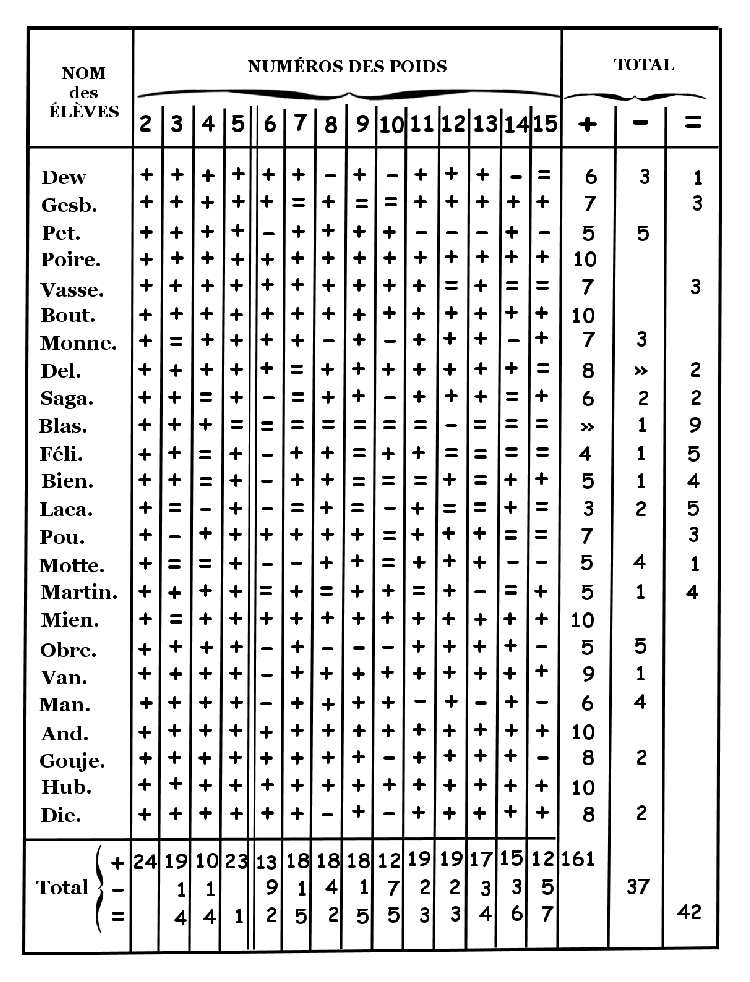 NOM des ÉLÈVES NUMÉROS DES POIDS TOTAL
2 3 4 5 6 7 8 9 10 11 12 13 14 15 + - =
Dew + + + + + + - + - + + + - = 6 3 1
Gesb. + + + + + = + = = + + + + + 7 3
Pet. + + + + - + + + + - - - + - 5 5
Poire. + + + + + + + + + + + + + + 10
Vasse. + + + + + + + + + + = + = = 7 3
Bout. + + + + + + + + + + + + + + 10
Monne. + = + + + + - + - + + + - + 7 3
Del. + + + + + = + + + + + + + = 8 » 2
Saga. + + = + - = + + - + + + = + 6 2 2
Blas. + + + = = = = = = = - = = = » 1 9
Féli. + + = + - + + = + + = = = = 4 1 5
Bien. + + = + - + + = = = + = + + 5 1 4
Laca. + = - + - = + = - + = = + = 3 2 5
Pou. + - + + + + + + = + + + = = 7 3
Motte. + = = + - - + + = + + + - - 5 4 1
Martin. + + + + = + = + + = + - = + 5 1 4
Mien. + = + + + + + + + + + + + + 10
Obre. + + + + - + - - - + + + + - 5 5
Van. + + + + - + + + + + + + + + 9 1
Man. + + + + - + + + + - + - + - 6 4
And. + + + + + + + + + + + + + + 10
Gouje. + + + + + + + + - + + + + - 8 2
Hub. + + + + + + + + + + + + + + 10
Die. + + + + + + - + - + + + + + 8 2
+ 24 19 10 23 13 18 18 18 12 19 19 17 15 12 161
Total - 1 1 9 1 4 1 7 2 2 3 3 5 37
= 4 4 1 2 5 2 5 5 3 3 4 6 7 42